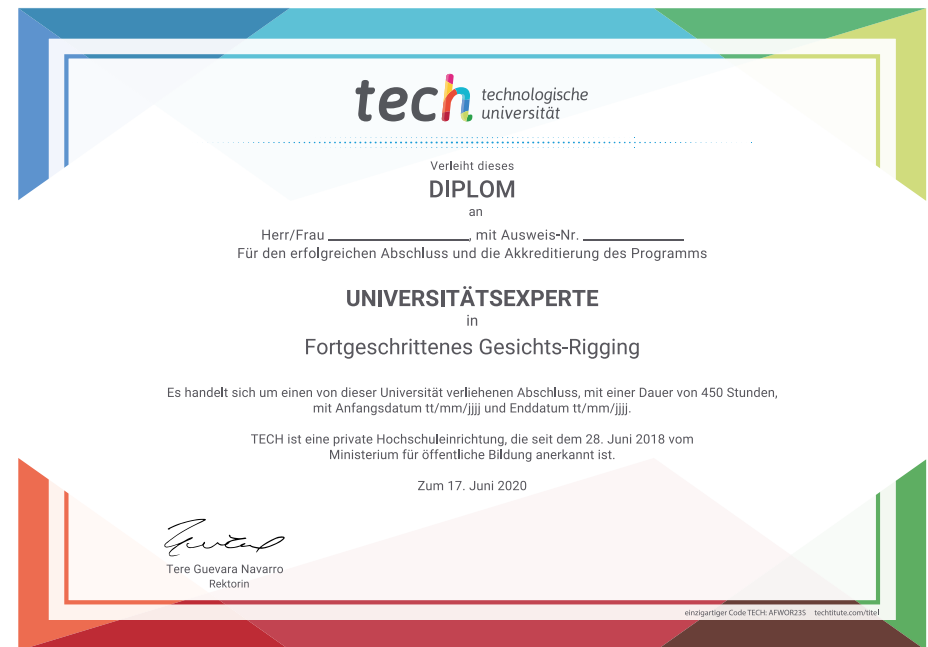 tech technologische
universität
Verleiht dieses
DIPLOM
an
Herr/Frau ____________________, mit Ausweis-Nr. ______________
Für den erfolgreichen Abschluss und die Akkreditierung des Programms
UNIVERSITÄTSEXPERTE
in
Fortgeschrittenes Gesichts-Rigging
Es handelt sich um einen von dieser Universität verliehenen Abschluss, mit einer Dauer von 450 Stunden,
mit Anfangsdatum tt/mm/jjjj und Enddatum tt/mm/jjjj.
TECH ist eine private Hochschuleinrichtung, die seit dem 28. Juni 2018 vom
Ministerium für öffentliche Bildung anerkannt ist.
Zum 17. Juni 2020
Tere Guevara Navarro
Rektorin
einzigartiger Code TECH: AFWOR23S techtitute.com/titel